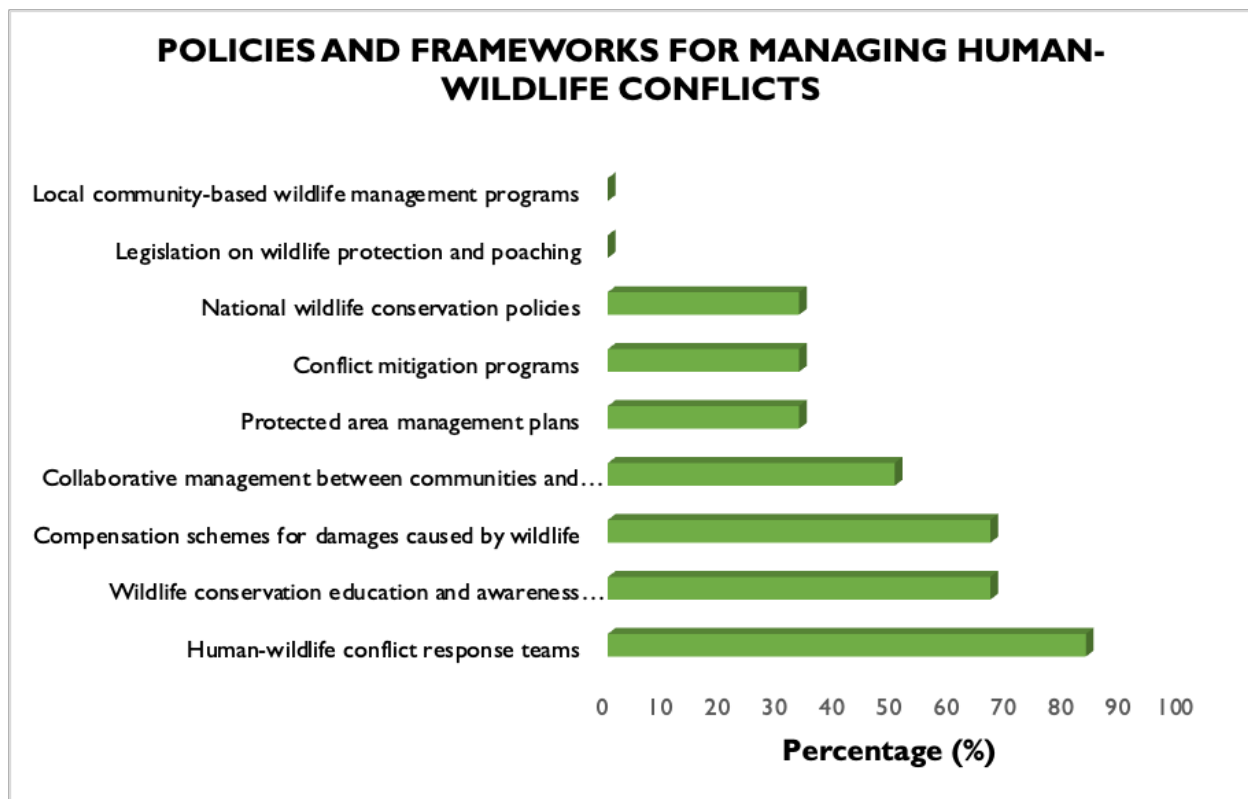 POLICIES AND FRAMEWORKS FOR MANAGING HUMAN-
WILDLIFE CONFLICTS
Local community-based wildlife management programs
Legislation on wildlife protection and poaching
National wildlife conservation policies
Conflict mitigation programs
Protected area management plans
Collaborative management between communities and…
Compensation schemes for damages caused by wildlife
Wildlife conservation education and awareness…
Human-wildlife conflict response teams
0 10 20 30 40 50 60 70 80 90 100
Percentage (%)